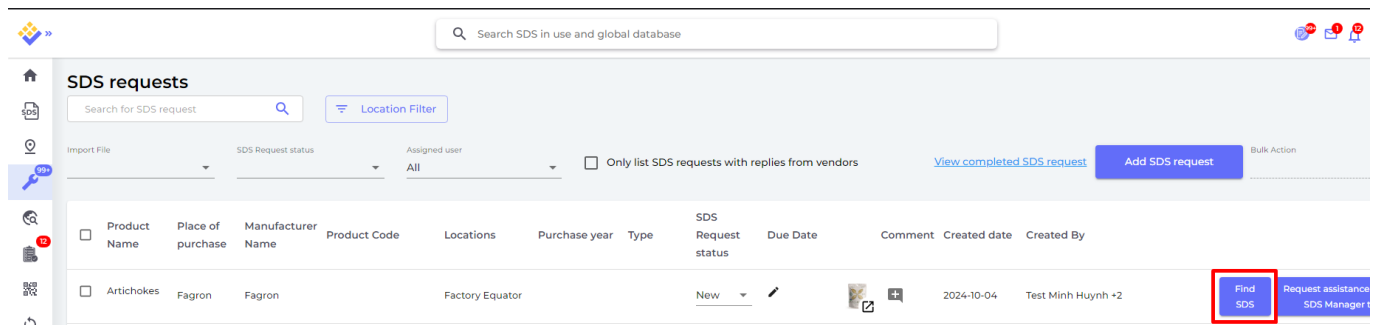 »
Search SDS in use and global database
99+ 1 12
SDS requests
SDS
Search for SDS request
Location Filter
Import File
SDS Request status
Assigned user
All
Only list SDS requests with replies from vendors
View completed SDS request
Add SDS request
Bulk Action
99+
12
Product Name
Place of purchase
Manufacturer Name
Product Code
Locations
Purchase year
Type
SDS Request status
Due Date
Comment
Created date
Created By
Artichokes
Fagron
Fagron
Factory Equator
New
2024-10-04
Test Minh Huynh +2
Find
SDS
Request assistance
SDS Manager t